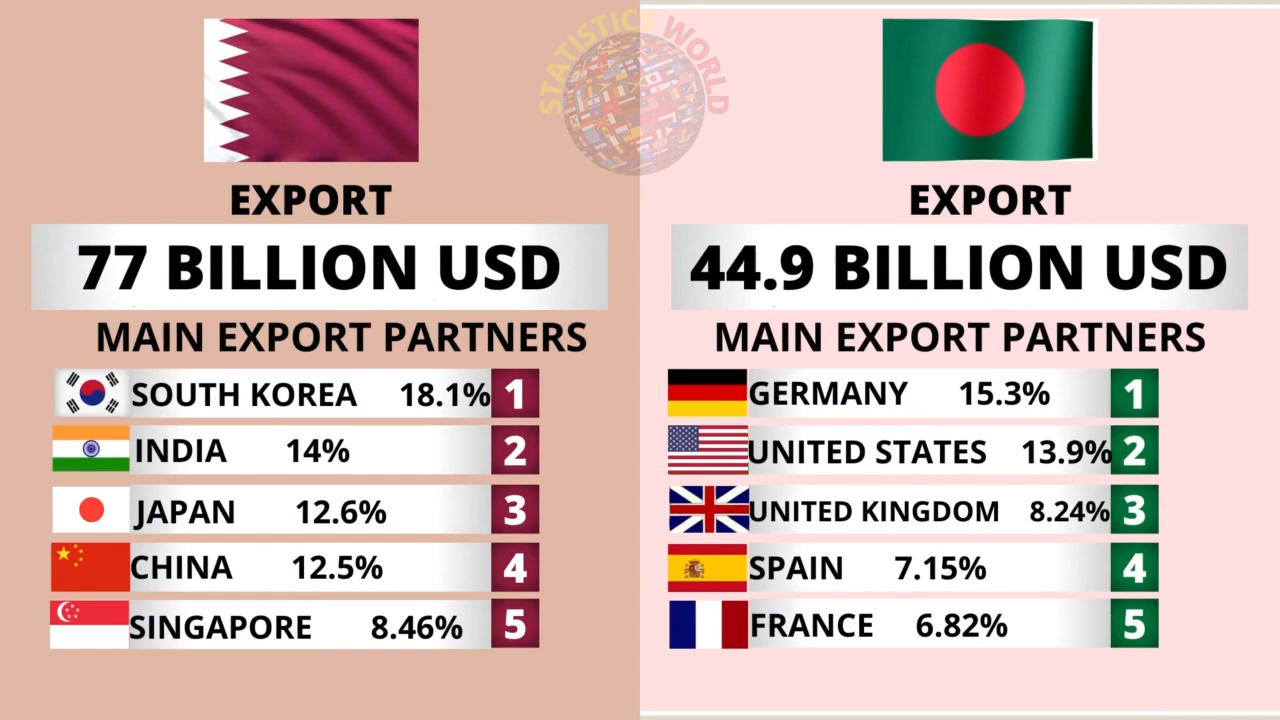 STATISTICS WORLD
EXPORT
77 BILLION USD
MAIN EXPORT PARTNERS
SOUTH KOREA 18.1% 1
INDIA 14% 2
JAPAN 12.6% 3
CHINA 12.5% 4
SINGAPORE 8.46% 5
EXPORT
44.9 BILLION USD
MAIN EXPORT PARTNERS
GERMANY 15.3% 1
UNITED STATES 13.9% 2
UNITED KINGDOM 8.24% 3
SPAIN 7.15% 4
FRANCE 6.82% 5